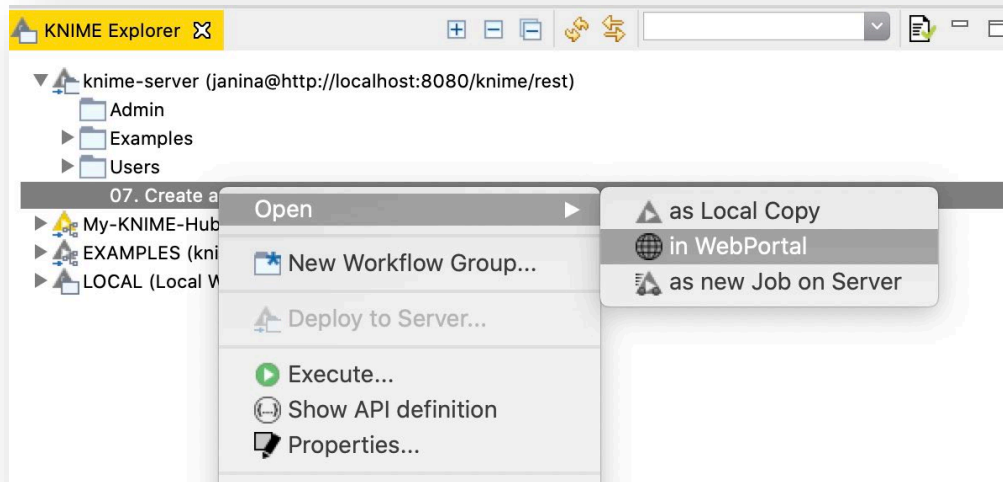 KNIME Explorer
knime-server (janina@http://localhost:8080/knime/rest)
Admin
Examples
Users
07. Create a
My-KNIME-Hub
EXAMPLES (kni
LOCAL (Local W
Open
New Workflow Group...
Deploy to Server...
Execute...
Show API definition
Properties...
as Local Copy
in WebPortal
as new Job on Server